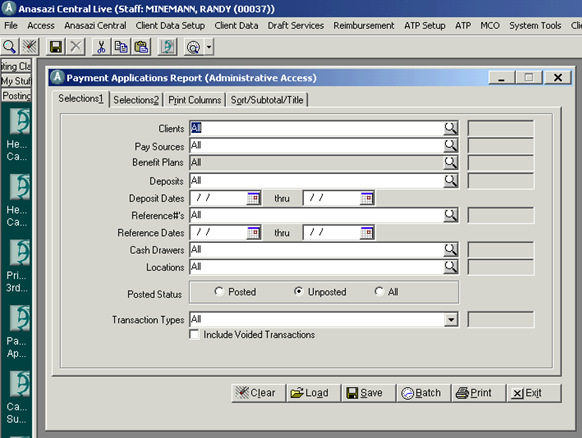 Anasazi Central Live (Staff: MINEMANN, RANDY (00037))
File Access Anasazi Central Client Data Setup Client Data Draft Services Reimbursement ATP Setup ATP MCO System Tools Cli
iting Cla
My Stuf
Posting
He...
Ca...
He...
Ca...
Pri...
3rd...
Pa...
Ap...
Ca...
Su...
Payment Applications Report (Administrative Access)
Selections1 Selections2 Print Columns Sort/Subtotal/Title
Clients All
Pay Sources All
Benefit Plans All
Deposits All
Deposit Dates / / thru / /
Reference#'s All
Reference Dates / / thru / /
Cash Drawers All
Locations All
Posted Status Posted Unposted All
Transaction Types All
Include Voided Transactions
Clear Load Save Batch Print Exit